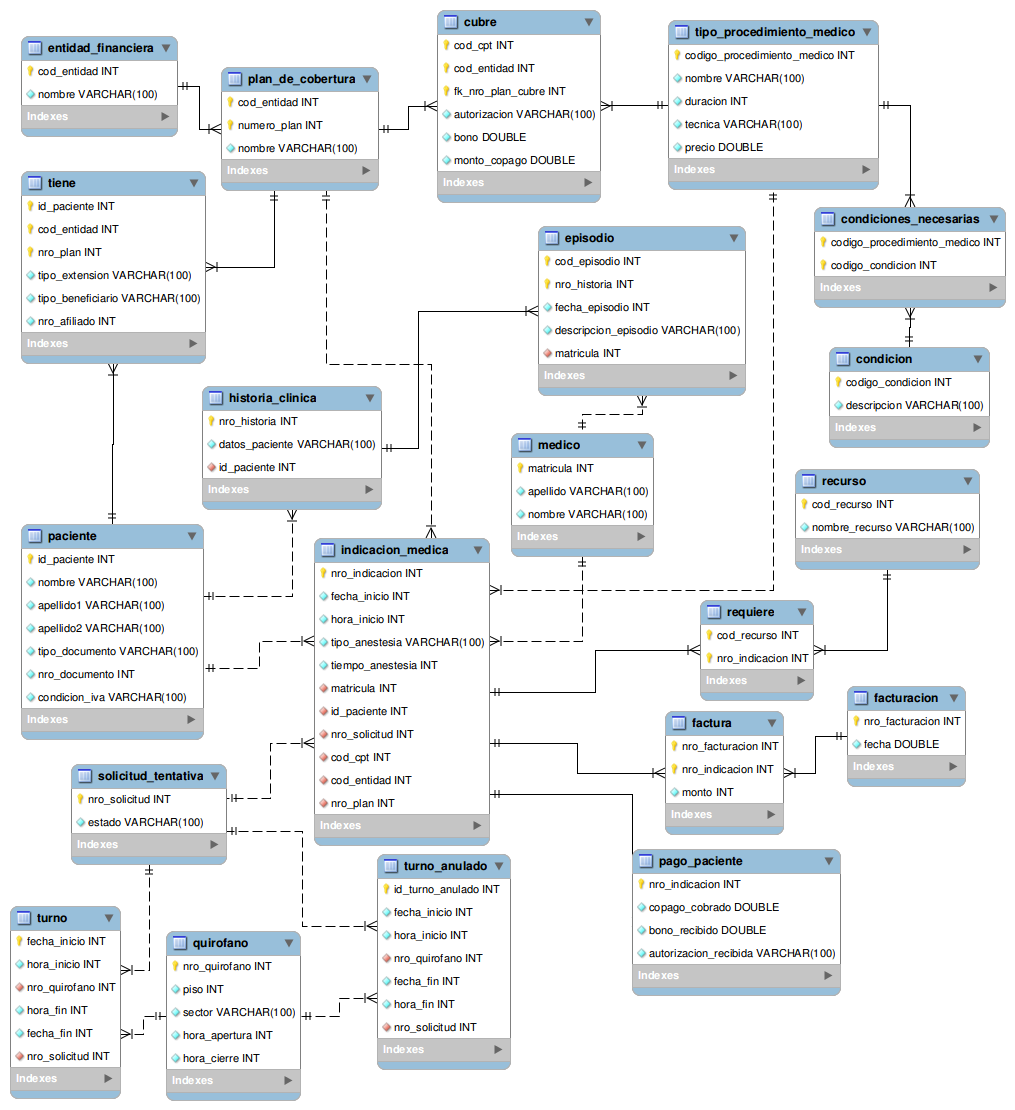 entidad_financiera
cod_entidad INT
nombre VARCHAR(100)
Indexes
plan_de_cobertura
cod_entidad INT
numero_plan INT
nombre VARCHAR(100)
Indexes
cubre
cod_cpt INT
cod_entidad INT
fk_nro_plan_cubre INT
autorizacion VARCHAR(100)
bono DOUBLE
monto_copago DOUBLE
Indexes
tipo_procedimiento_medico
codigo_procedimiento_medico INT
nombre VARCHAR(100)
duracion INT
tecnica VARCHAR(100)
precio DOUBLE
Indexes
tiene
id_paciente INT
cod_entidad INT
nro_plan INT
tipo_extension VARCHAR(100)
tipo_beneficiario VARCHAR(100)
nro_afiliado INT
Indexes
episodio
cod_episodio INT
nro_historia INT
fecha_episodio INT
descripcion_episodio VARCHAR(100)
matricula INT
Indexes
condiciones_necesarias
codigo_procedimiento_medico INT
codigo_condicion INT
Indexes
condicion
codigo_condicion INT
descripcion VARCHAR(100)
Indexes
historia_clinica
nro_historia INT
datos_paciente VARCHAR(100)
id_paciente INT
Indexes
medico
matricula INT
apellido VARCHAR(100)
nombre VARCHAR(100)
Indexes
recurso
cod_recurso INT
nombre_recurso VARCHAR(100)
Indexes
paciente
id_paciente INT
nombre VARCHAR(100)
apellido1 VARCHAR(100)
apellido2 VARCHAR(100)
tipo_documento VARCHAR(100)
nro_documento INT
condicion_iva VARCHAR(100)
Indexes
indicacion_medica
nro_indicacion INT
fecha_inicio INT
hora_inicio INT
tipo_anestesia VARCHAR(100)
tiempo_anestesia INT
matricula INT
id_paciente INT
nro_solicitud INT
cod_cpt INT
cod_entidad INT
nro_plan INT
Indexes
requiere
cod_recurso INT
nro_indicacion INT
Indexes
facturacion
nro_facturacion INT
fecha DOUBLE
Indexes
factura
nro_facturacion INT
nro_indicacion INT
monto INT
Indexes
solicitud_tentativa
nro_solicitud INT
estado VARCHAR(100)
Indexes
turno_anulado
id_turno_anulado INT
fecha_inicio INT
hora_inicio INT
nro_quirofano INT
fecha_fin INT
hora_fin INT
nro_solicitud INT
Indexes
pago_paciente
nro_indicacion INT
copago_cobrado DOUBLE
bono_recibido DOUBLE
autorizacion_recibida VARCHAR(100)
Indexes
turno
fecha_inicio INT
hora_inicio INT
nro_quirofano INT
hora_fin INT
fecha_fin INT
nro_solicitud INT
Indexes
quirofano
nro_quirofano INT
piso INT
sector VARCHAR(100)
hora_apertura INT
hora_cierre INT
Indexes